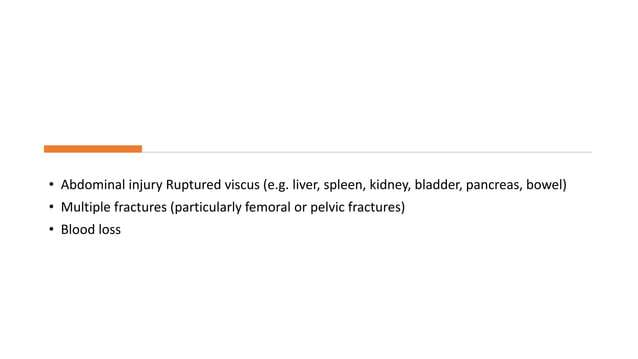 • Abdominal injury Ruptured viscus (e.g. liver, spleen, kidney, bladder, pancreas, bowel)
• Multiple fractures (particularly femoral or pelvic fractures)
• Blood loss